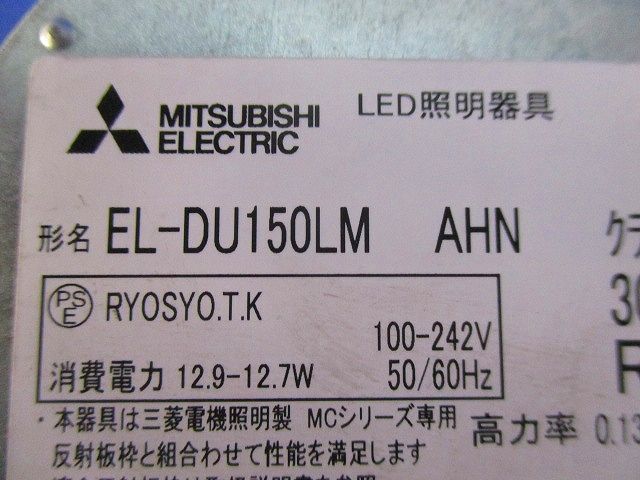 MITSUBISHI
ELECTRIC
LED照明器具
形名 EL-DU150LM AHN
PSE RYOSYO.T.K
100-242V
消費電力 12.9-12.7W 50/60Hz
・本器具は三菱電機照明製 MCシリーズ専用
反射板枠と組合わせて性能を満足します
高力率 0.13